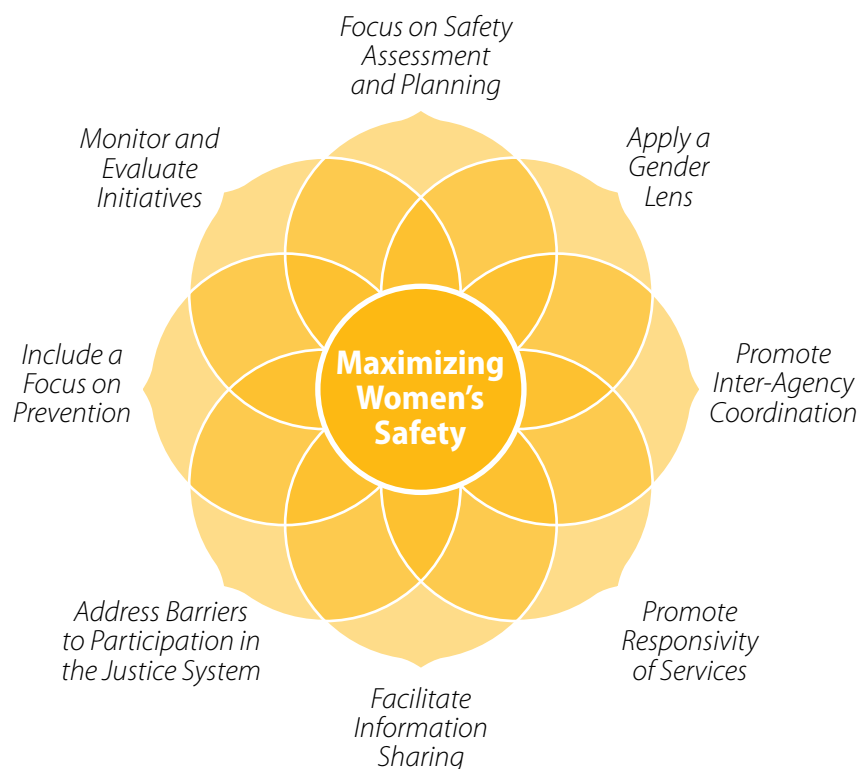 Focus on Safety
Assessment
and Planning
Apply a
Gender
Lens
Promote
Inter-Agency
Coordination
Promote
Responsivity
of Services
Facilitate
Information
Sharing
Address Barriers
to Participation in
the Justice System
Include a
Focus on
Prevention
Monitor and
Evaluate
Initiatives
Maximizing
Women’s
Safety